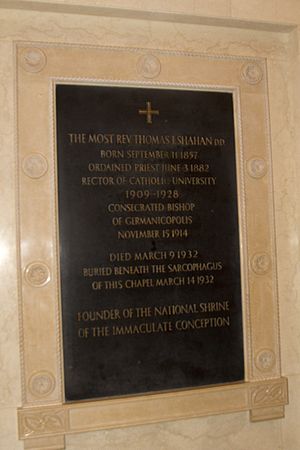 THE MOST REV THOMAS J SHAHAN DD
BORN SEPTEMBER 11 1857
ORDAINED PRIEST JUNE 3 1882
RECTOR OF CATHOLIC UNIVERSITY
1909-1928
CONSECRATED BISHOP
OF GERMANICOPOLIS
NOVEMBER 15 1914
DIED MARCH 9 1932
BURIED BENEATH THE SARCOPHAGUS
OF THIS CHAPEL MARCH 14 1932
FOUNDER OF THE NATIONAL SHRINE
OF THE IMMACULATE CONCEPTION